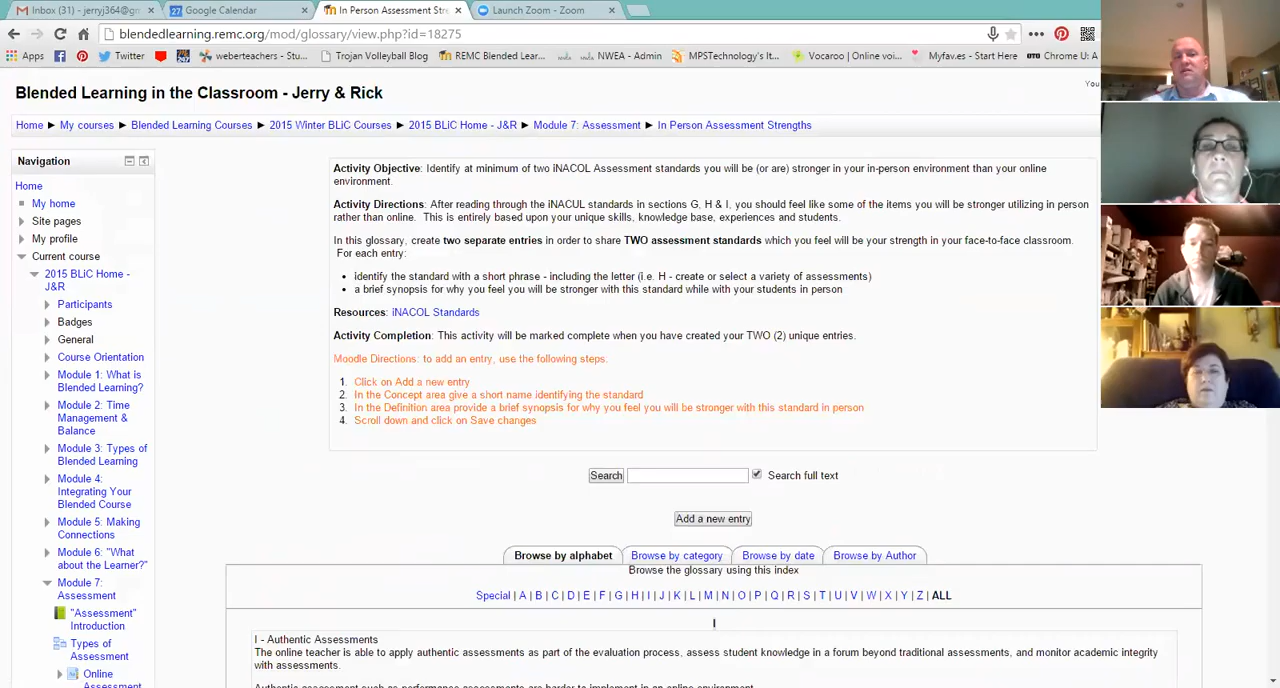 Inbox (31) - jerryj364@gm
Google Calendar
In Person Assessment Stre
Launch Zoom - Zoom
blendedlearning.remc.org/mod/glossary/view.php?id=18275
Apps Twitter weberteachers - Stu... Trojan Volleyball Blog REMC Blended Lear... NWEA - Admin MPSTechnology's It... Vocaroo | Online voi... Myfav.es - Start Here Chrome U
You
Blended Learning in the Classroom - Jerry & Rick
Home ► My courses ► Blended Learning Courses ► 2015 Winter BLiC Courses ► 2015 BLiC Home - J&R ► Module 7: Assessment ► In Person Assessment Strengths
Navigation
Home
My home
Site pages
My profile
Current course
2015 BLiC Home -
J&R
Participants
Badges
General
Course Orientation
Module 1: What is
Blended Learning?
Module 2: Time
Management &
Balance
Module 3: Types of
Blended Learning
Module 4:
Integrating Your
Blended Course
Module 5: Making
Connections
Module 6: "What
about the Learner?"
Module 7:
Assessment
"Assessment"
Introduction
Types of
Assessment
Online
Assessment
Activity Objective: Identify at minimum of two iNACOL Assessment standards you will be (or are) stronger in your in-person environment than your online
environment.
Activity Directions: After reading through the iNACUL standards in sections G, H & I, you should feel like some of the items you will be stronger utilizing in person
rather than online. This is entirely based upon your unique skills, knowledge base, experiences and students.
In this glossary, create two separate entries in order to share TWO assessment standards which you feel will be your strength in your face-to-face classroom.
For each entry:
• identify the standard with a short phrase - including the letter (i.e. H - create or select a variety of assessments)
• a brief synopsis for why you feel you will be stronger with this standard while with your students in person
Resources: iNACOL Standards
Activity Completion: This activity will be marked complete when you have created your TWO (2) unique entries.
Moodle Directions: to add an entry, use the following steps.
1. Click on Add a new entry
2. In the Concept area give a short name identifying the standard
3. In the Definition area provide a brief synopsis for why you feel you will be stronger with this standard in person
4. Scroll down and click on Save changes
Search Search full text
Add a new entry
Browse by alphabet Browse by category Browse by date Browse by Author
Browse the glossary using this index
Special | A | B | C | D | E | F | G | H | I | J | K | L | M | N | O | P | Q | R | S | T | U | V | W | X | Y | Z | ALL
I
I - Authentic Assessments
The online teacher is able to apply authentic assessments as part of the evaluation process, assess student knowledge in a forum beyond traditional assessments, and monitor academic integrity
with assessments.
Authentic assessment such as performance assessments are harder to implement in an online environment